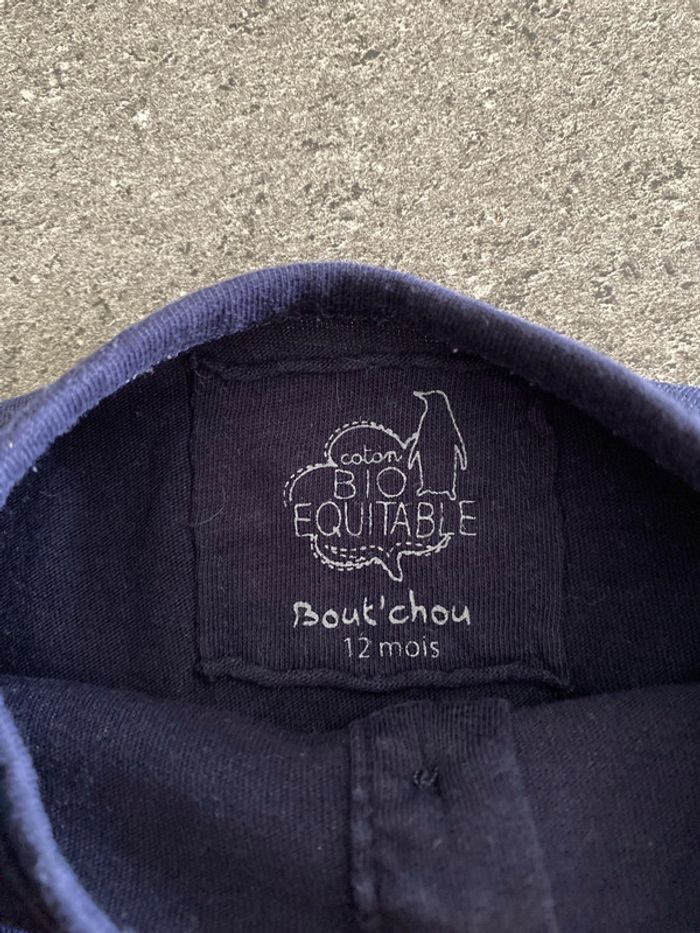 coton
BIO
EQUITABLE
Bout'chou
12 mois